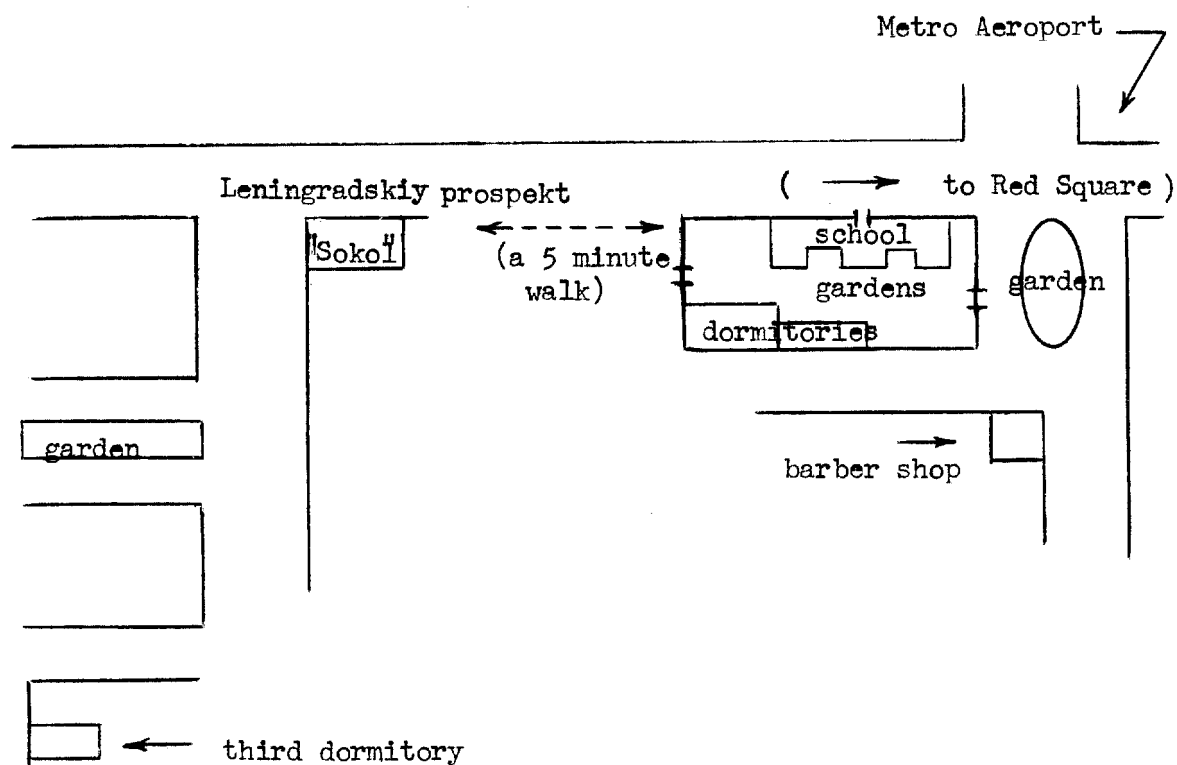 Metro Aeroport
Leningradskiy prospekt
( to Red Square )
"Sokol"
(a 5 minute
walk)
school
gardens
garden
dormitories
garden
barber shop
third dormitory